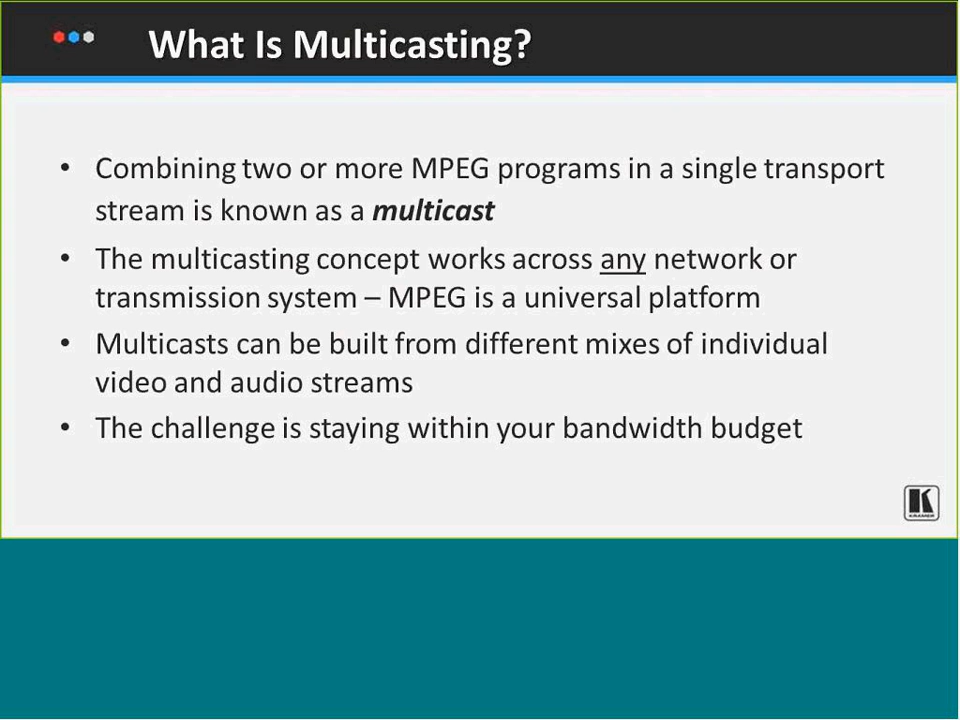 What Is Multicasting?
• Combining two or more MPEG programs in a single transport
stream is known as a multicast
• The multicasting concept works across any network or
transmission system – MPEG is a universal platform
• Multicasts can be built from different mixes of individual
video and audio streams
• The challenge is staying within your bandwidth budget
K
KRAMER